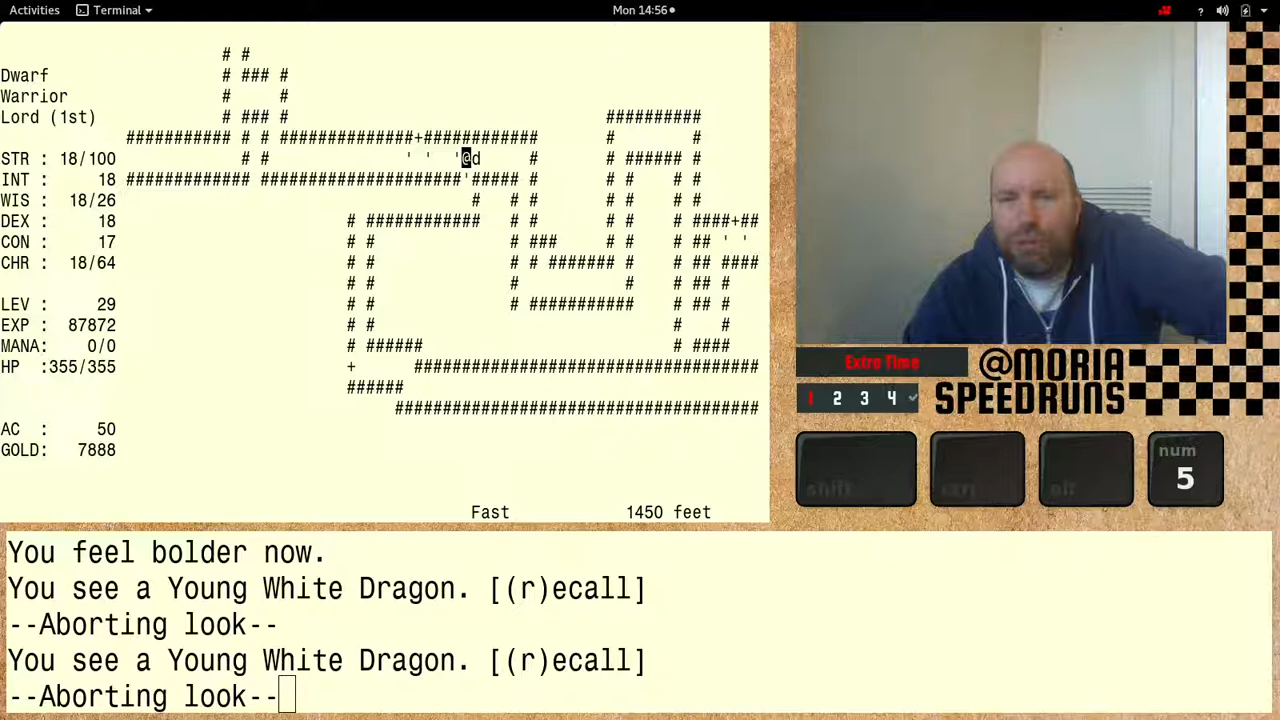 Activities Terminal Mon 14:56
# #
Dwarf # ### #
Warrior # #
Lord (1st) # ### # ##########
########### # # ##############+############ # #
STR : 18/100 # # ' ' '@d # # ###### #
INT : 18 ############# #####################'##### # # # # #
WIS : 18/26 # # # # # # #
DEX : 18 # ############ # # # # # ####+##
CON : 17 # # # ### # # # ## ' '
CHR : 18/64 # # # # ####### # # ## ####
# # # # # ## #
LEV : 29 # # # ########### # ## #
EXP : 87872 # # # #
MANA: 0/0 # ###### # ####
HP :355/355 + ####################################
######
######################################
AC : 50
GOLD: 7888
Fast 1450 feet
Extra Time
1 2 3 4
@MORIA
SPEEDRUNS
shift ctrl alt num
5
You feel bolder now.
You see a Young White Dragon. [(r)ecall]
--Aborting look--
You see a Young White Dragon. [(r)ecall]
--Aborting look--